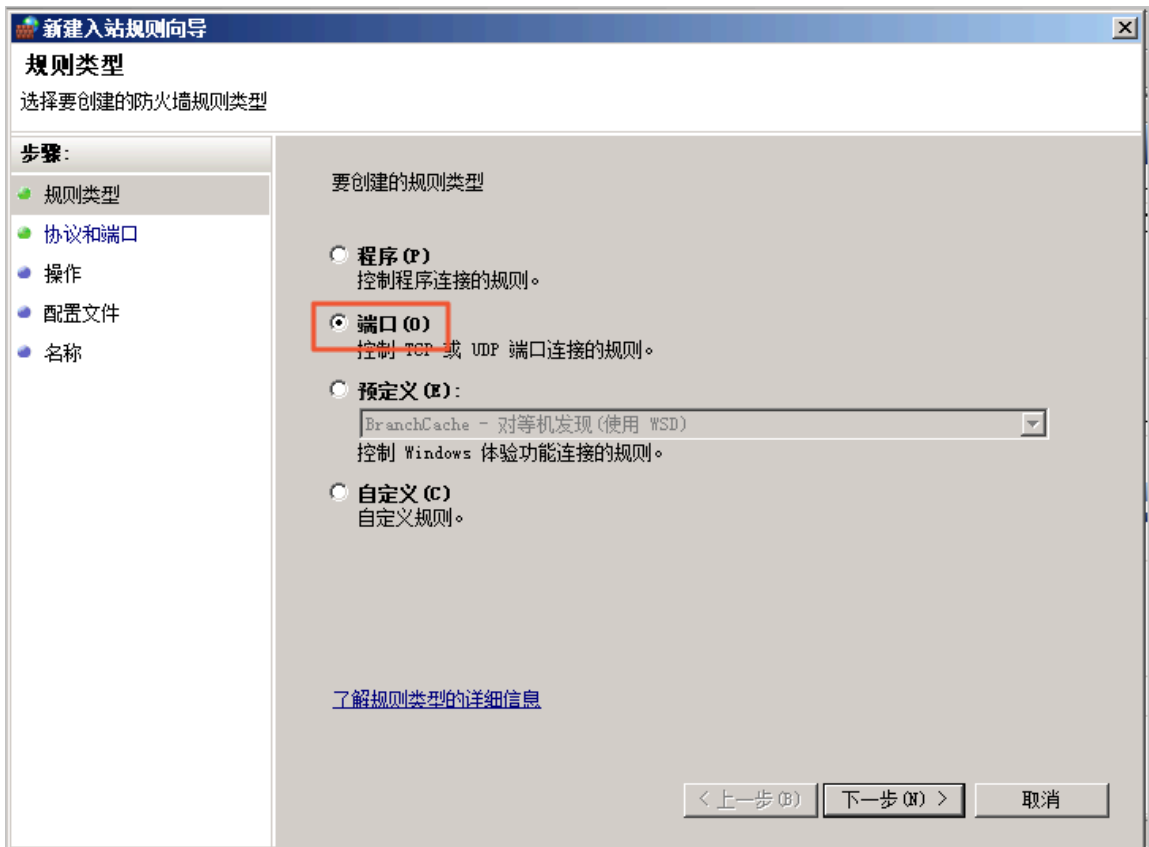 新建入站规则向导
规则类型
选择要创建的防火墙规则类型
步骤:
规则类型
协议和端口
操作
配置文件
名称
要创建的规则类型
程序(P)
控制程序连接的规则。
端口(O)
控制 TCP 或 UDP 端口连接的规则。
预定义(E):
BranchCache - 对等机发现(使用 WSD)
控制 Windows 体验功能连接的规则。
自定义(C)
自定义规则。
了解规则类型的详细信息
< 上一步(B)
下一步(N) >
取消